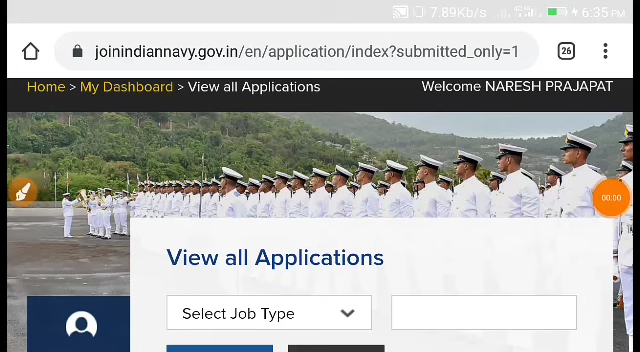 7.89Kb/s 6:35 PM
joinindiannavy.gov.in/en/application/index?submitted_only=1 26
Home > My Dashboard > View all Applications Welcome NARESH PRAJAPAT
00:00
View all Applications
Select Job Type